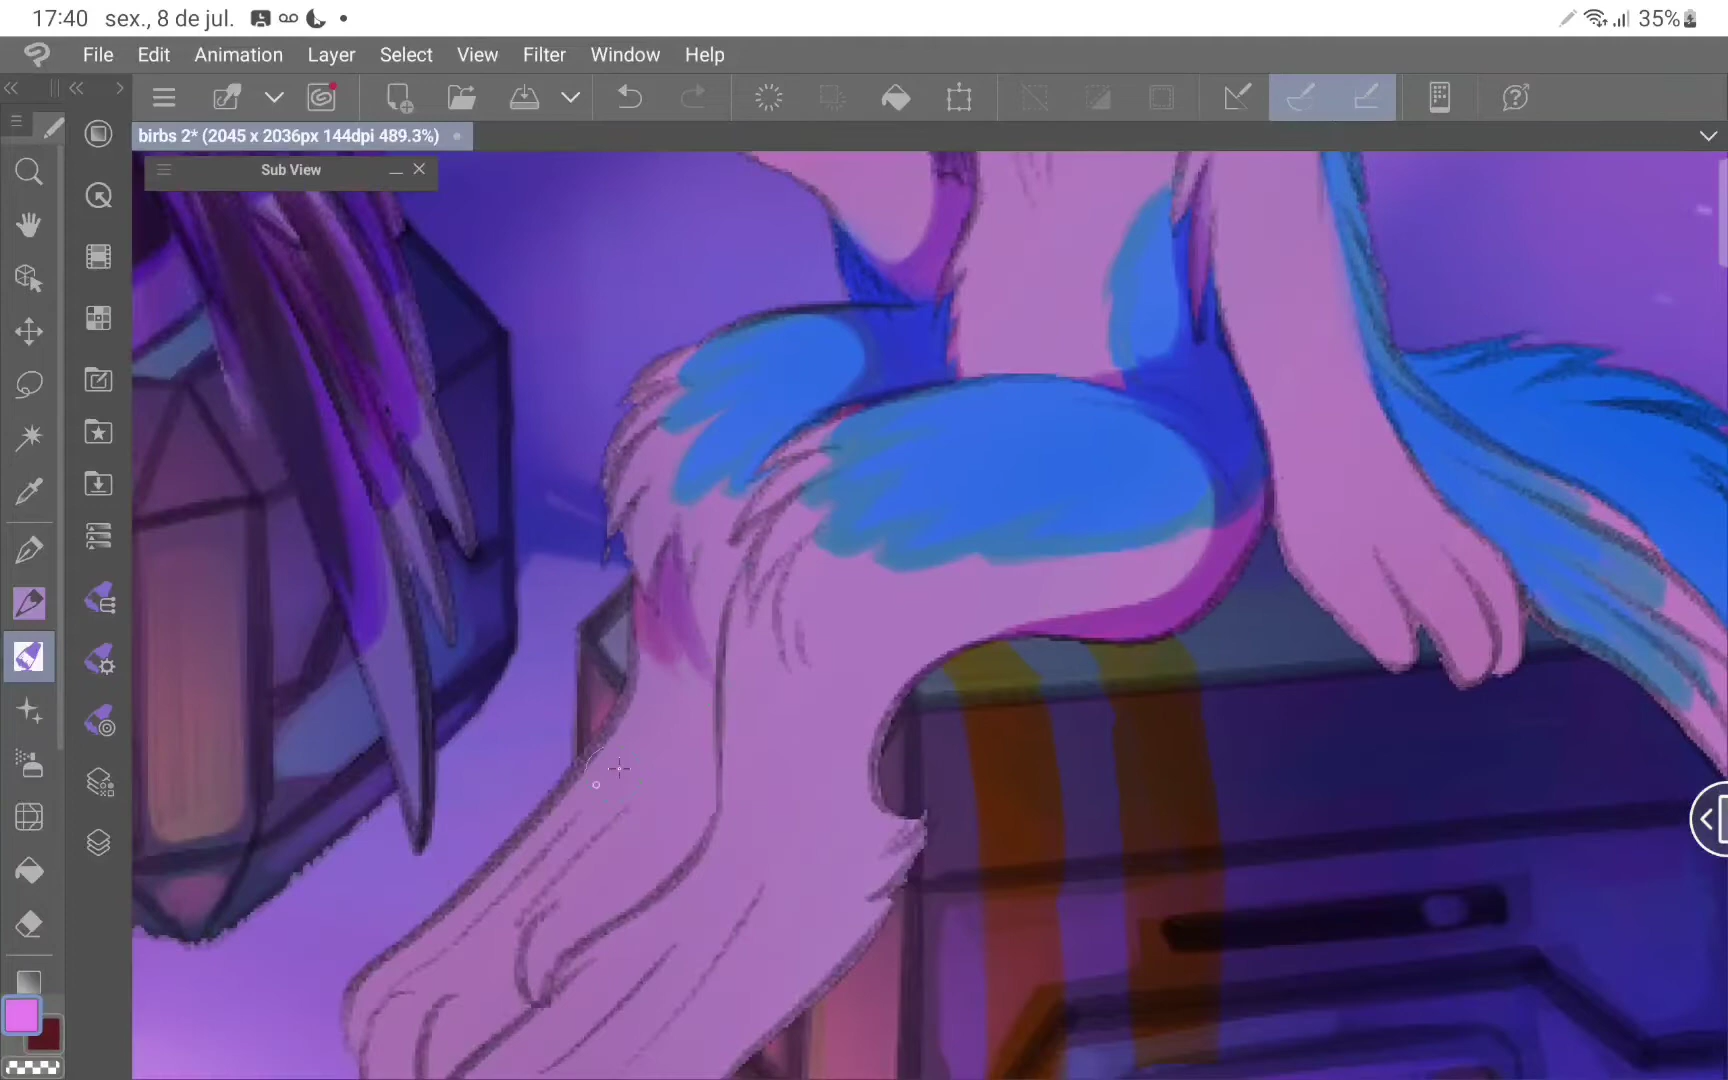 17:40 sex., 8 de jul. 35%
File Edit Animation Layer Select View Filter Window Help
birbs 2* (2045 x 2036px 144dpi 489.3%)
Sub View